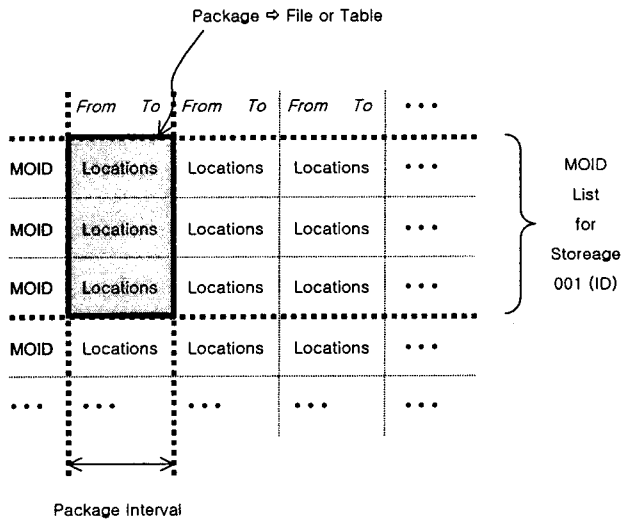 Package ⇨ File or Table
From To From To From To • • •
MOID Locations Locations Locations • • •
MOID Locations Locations Locations • • •
MOID Locations Locations Locations • • •
MOID Locations Locations Locations • • •
• • • • • • • • • • • • • • •
MOID
List
for
Storeage
001 (ID)
Package Interval